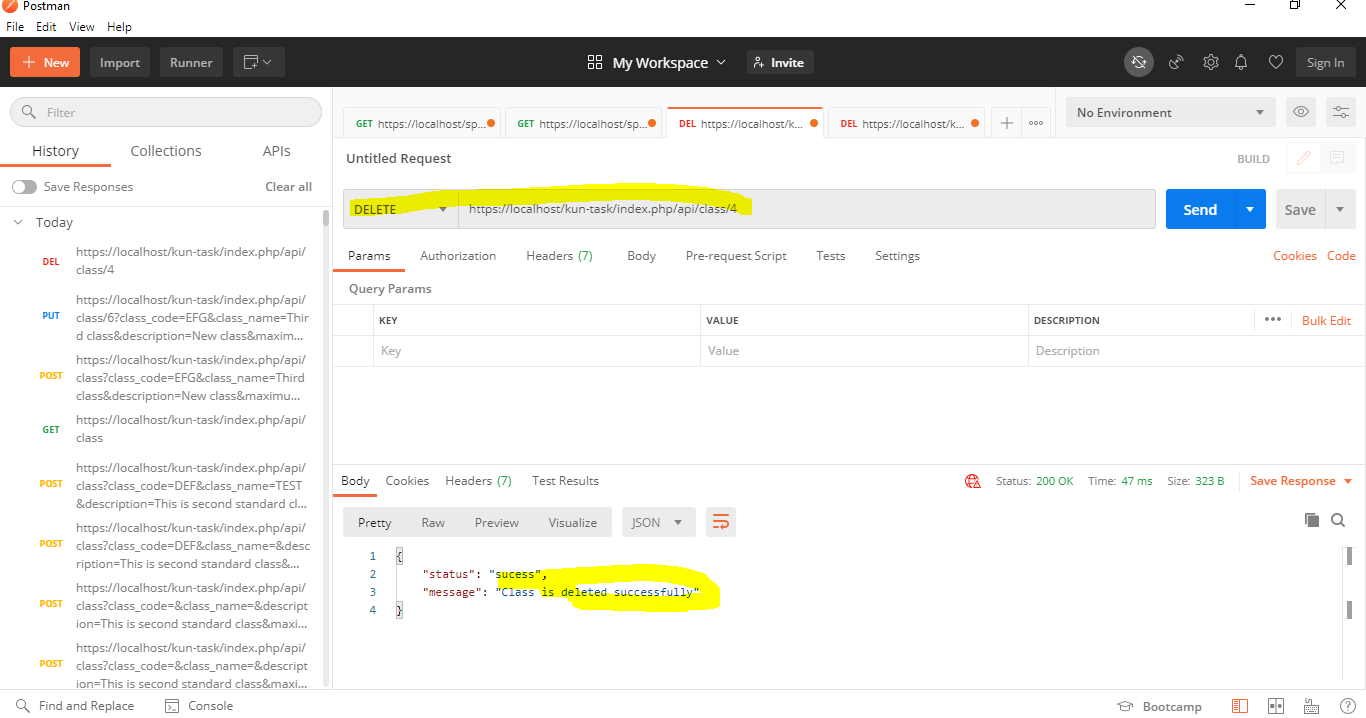 Postman
File Edit View Help
+ New Import Runner My Workspace Invite Sign In
Filter
History Collections APIs
Save Responses Clear all
Today
DEL https://localhost/kun-task/index.php/api/
class/4
PUT https://localhost/kun-task/index.php/api/
class/6?class_code=EFG&class_name=Thir
d class&description=New class&maxim...
POST https://localhost/kun-task/index.php/api/
class?class_code=EFG&class_name=Third
class&description=New class&maximu...
GET https://localhost/kun-task/index.php/api/
class
POST https://localhost/kun-task/index.php/api/
class?class_code=DEF&class_name=TEST
&description=This is second standard cl...
POST https://localhost/kun-task/index.php/api/
class?class_code=DEF&class_name=&desc
ription=This is second standard class&...
POST https://localhost/kun-task/index.php/api/
class?class_code=&class_name=&descript
ion=This is second standard class&maxi...
POST https://localhost/kun-task/index.php/api/
class?class_code=&class_name=&descript
ion=This is second standard class&maxi...
GET https://localhost/sp... GET https://localhost/sp... DEL https://localhost/k... DEL https://localhost/k... No Environment
Untitled Request BUILD
DELETE https://localhost/kun-task/index.php/api/class/4 Send Save
Params Authorization Headers (7) Body Pre-request Script Tests Settings Cookies Code
Query Params
KEY VALUE DESCRIPTION Bulk Edit
Key Value Description
Body Cookies Headers (7) Test Results Status: 200 OK Time: 47 ms Size: 323 B Save Response
Pretty Raw Preview Visualize JSON
1 {
2 "status": "sucess",
3 "message": "Class is deleted successfully"
4 }
Find and Replace Console Bootcamp